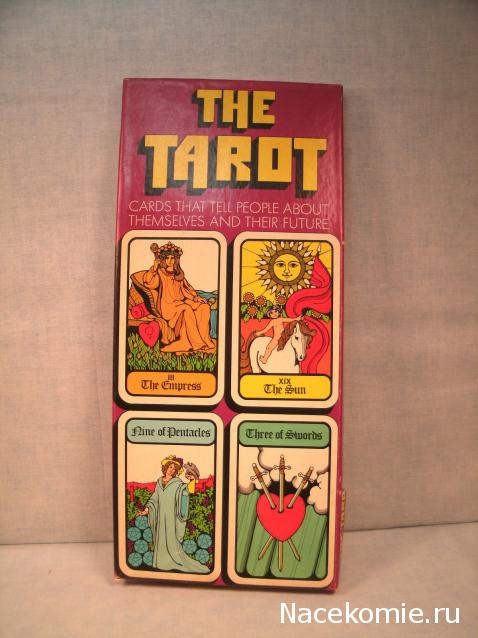 THE
TAROT
CARDS THAT TELL PEOPLE ABOUT
THEMSELVES AND THEIR FUTURE
III
The Empress
XIX
The Sun
Nine of Pentacles
Three of Swords
Nacekomie.ru